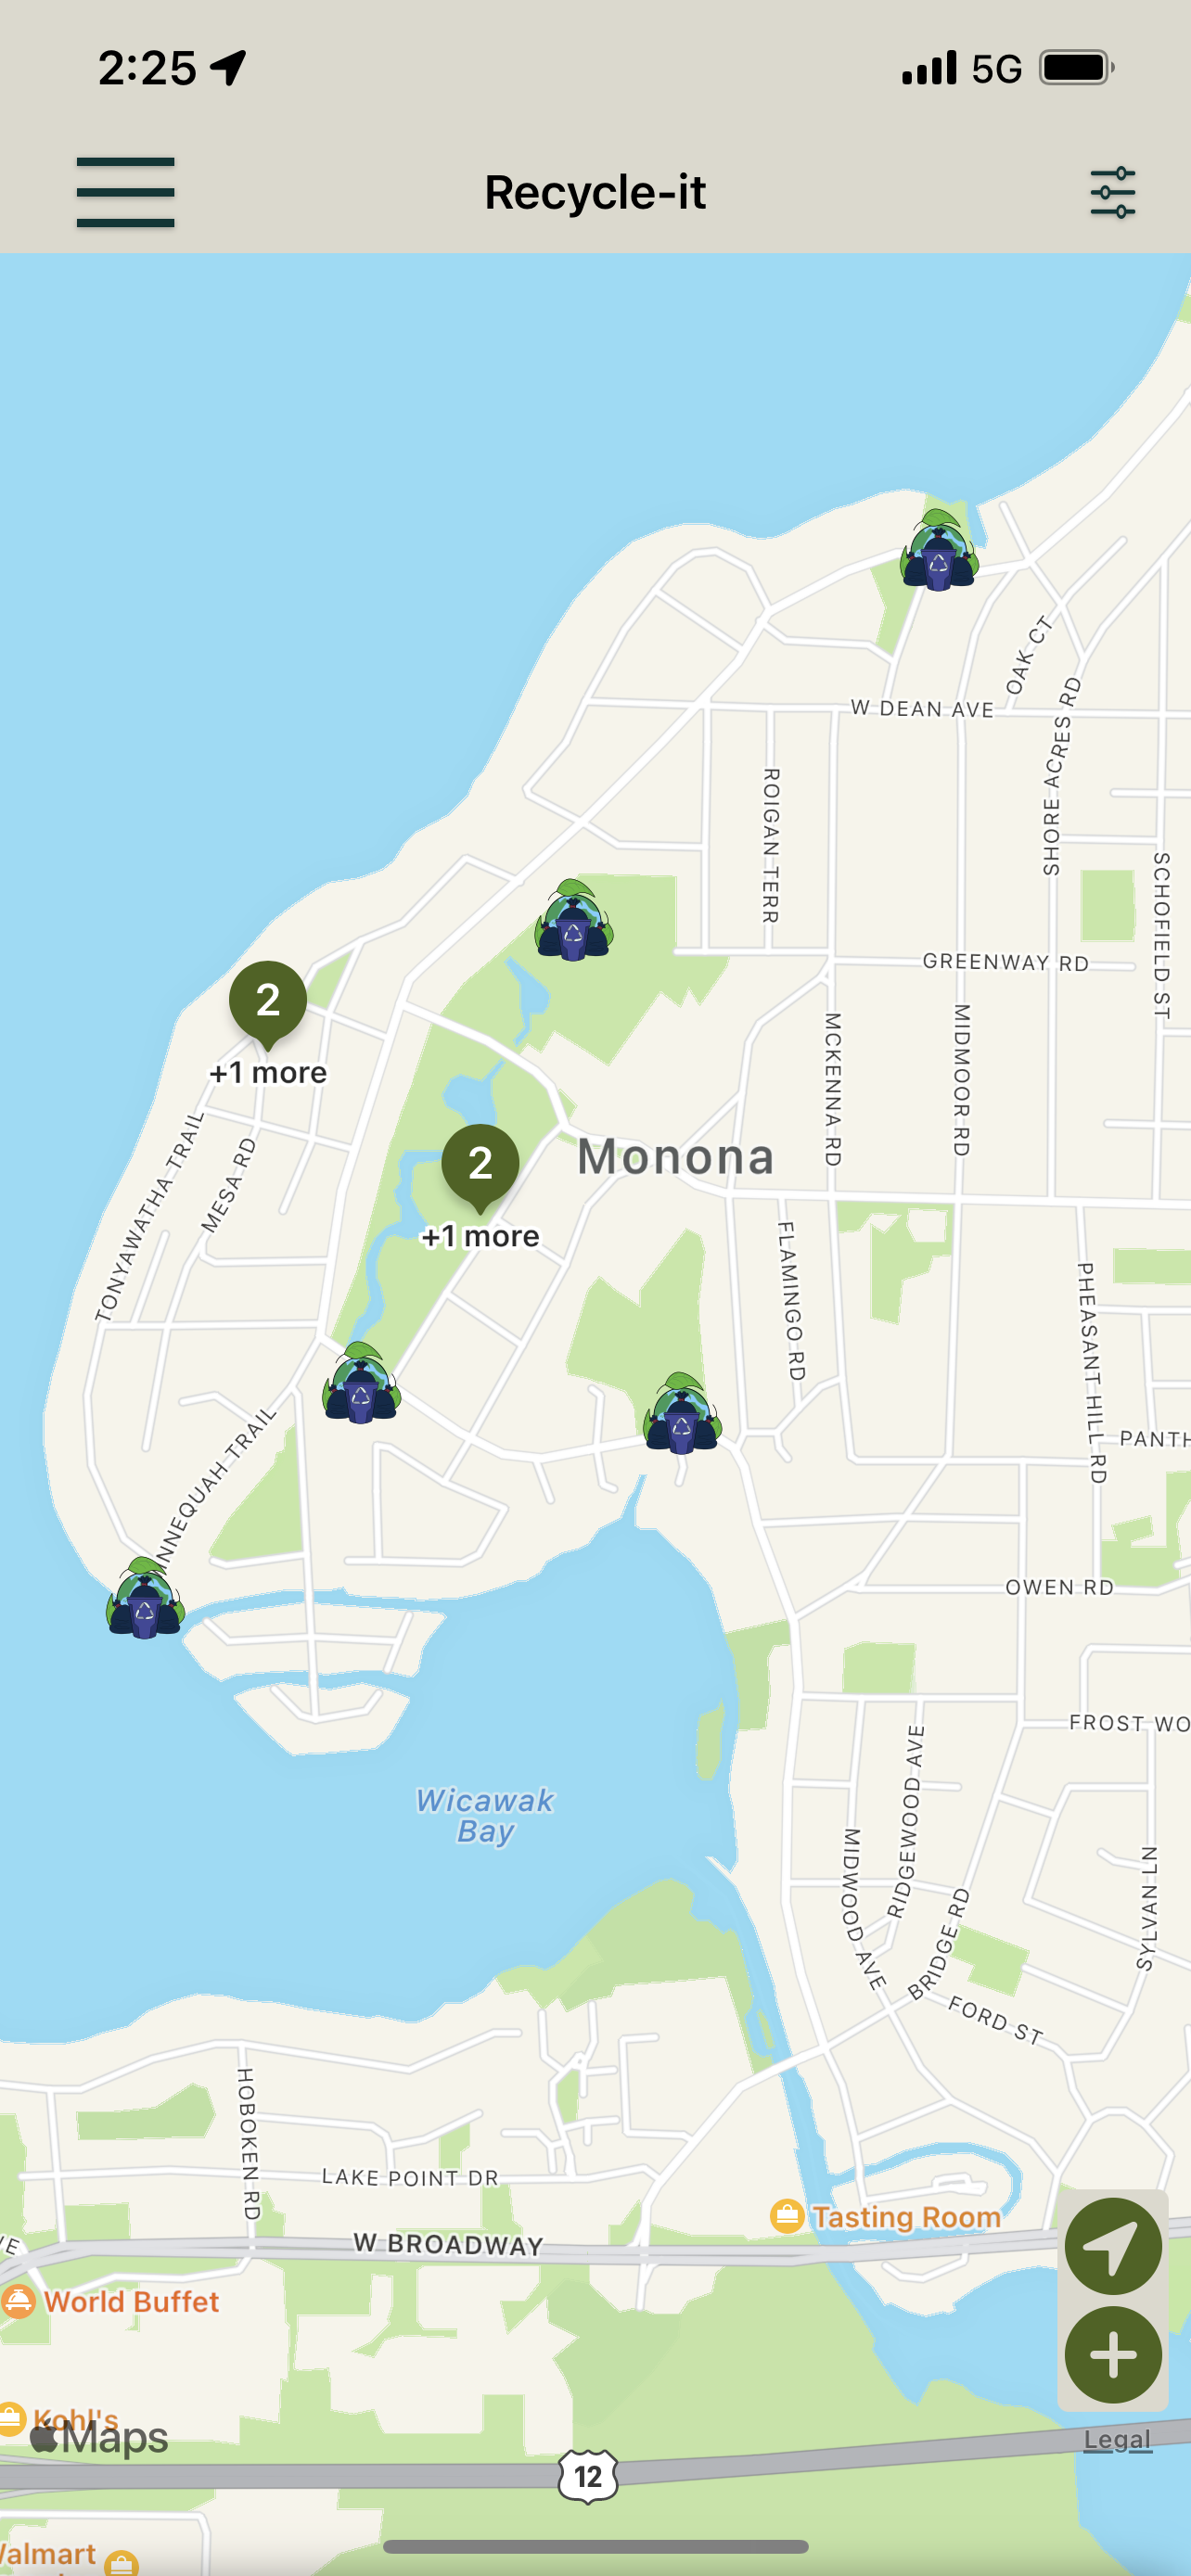 2:25
5G
Recycle-it
OAK CT
W DEAN AVE
SHORE ACRES RD
ROIGAN TERR
SCHOFIELD ST
GREENWAY RD
2
+1 more
MCKENNA RD
MIDMOOR RD
TONYAWATHA TRAIL
MESA RD
2
+1 more
Monona
FLAMINGO RD
PHEASANT HILL RD
PANTH
INNEQUAH TRAIL
OWEN RD
FROST WO
Wicawak
Bay
RIDGEWOOD AVE
MIDWOOD AVE
BRIDGE RD
SYLVAN LN
FORD ST
HOBOKEN RD
LAKE POINT DR
Tasting Room
W BROADWAY
VE
World Buffet
Kohl's
Maps
Legal
12
Walmart